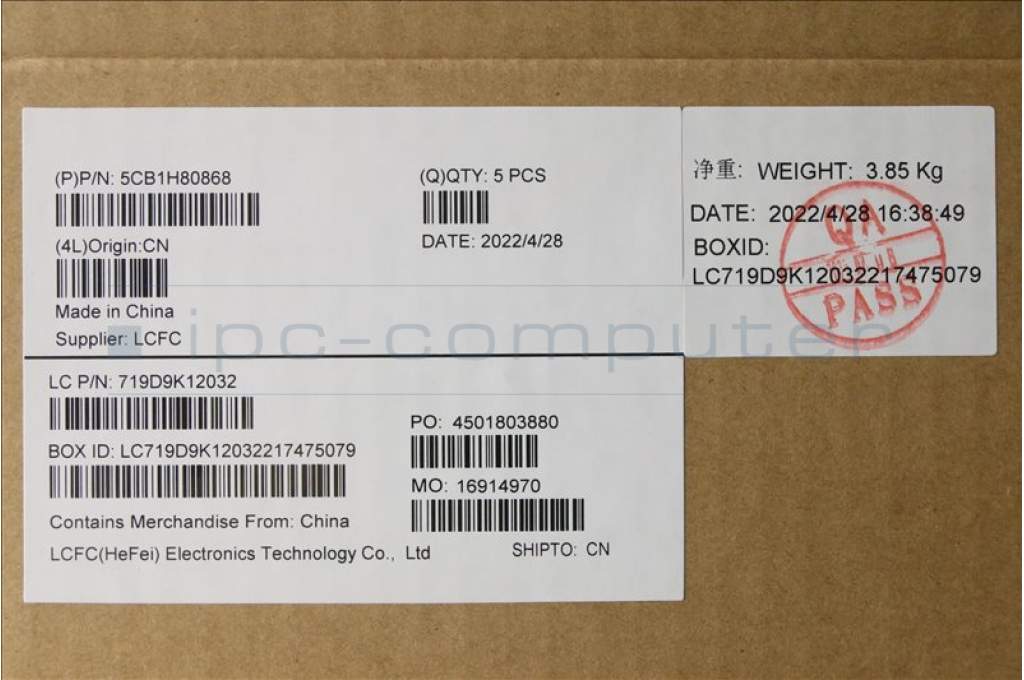 (P)P/N: 5CB1H80868
(Q)QTY: 5 PCS
(4L)Origin:CN
DATE: 2022/4/28
Made in China
Supplier: LCFC
净重: WEIGHT: 3.85 Kg
DATE: 2022/4/28 16:38:49
BOXID:
LC719D9K12032217475079
QA
PASS
ipc-computer
LC P/N: 719D9K12032
PO: 4501803880
BOX ID: LC719D9K12032217475079
MO: 16914970
Contains Merchandise From: China
LCFC(HeFei) Electronics Technology Co., Ltd
SHIPTO: CN